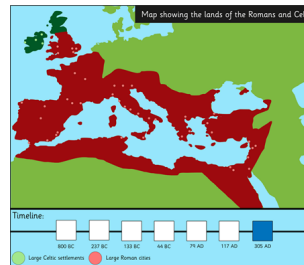 Map showing the lands of the Romans and Cel
Timeline:
800 BC
237 BC
133 BC
44 BC
79 AD
117 AD
305 AD
Large Celtic settlements
Large Roman cities